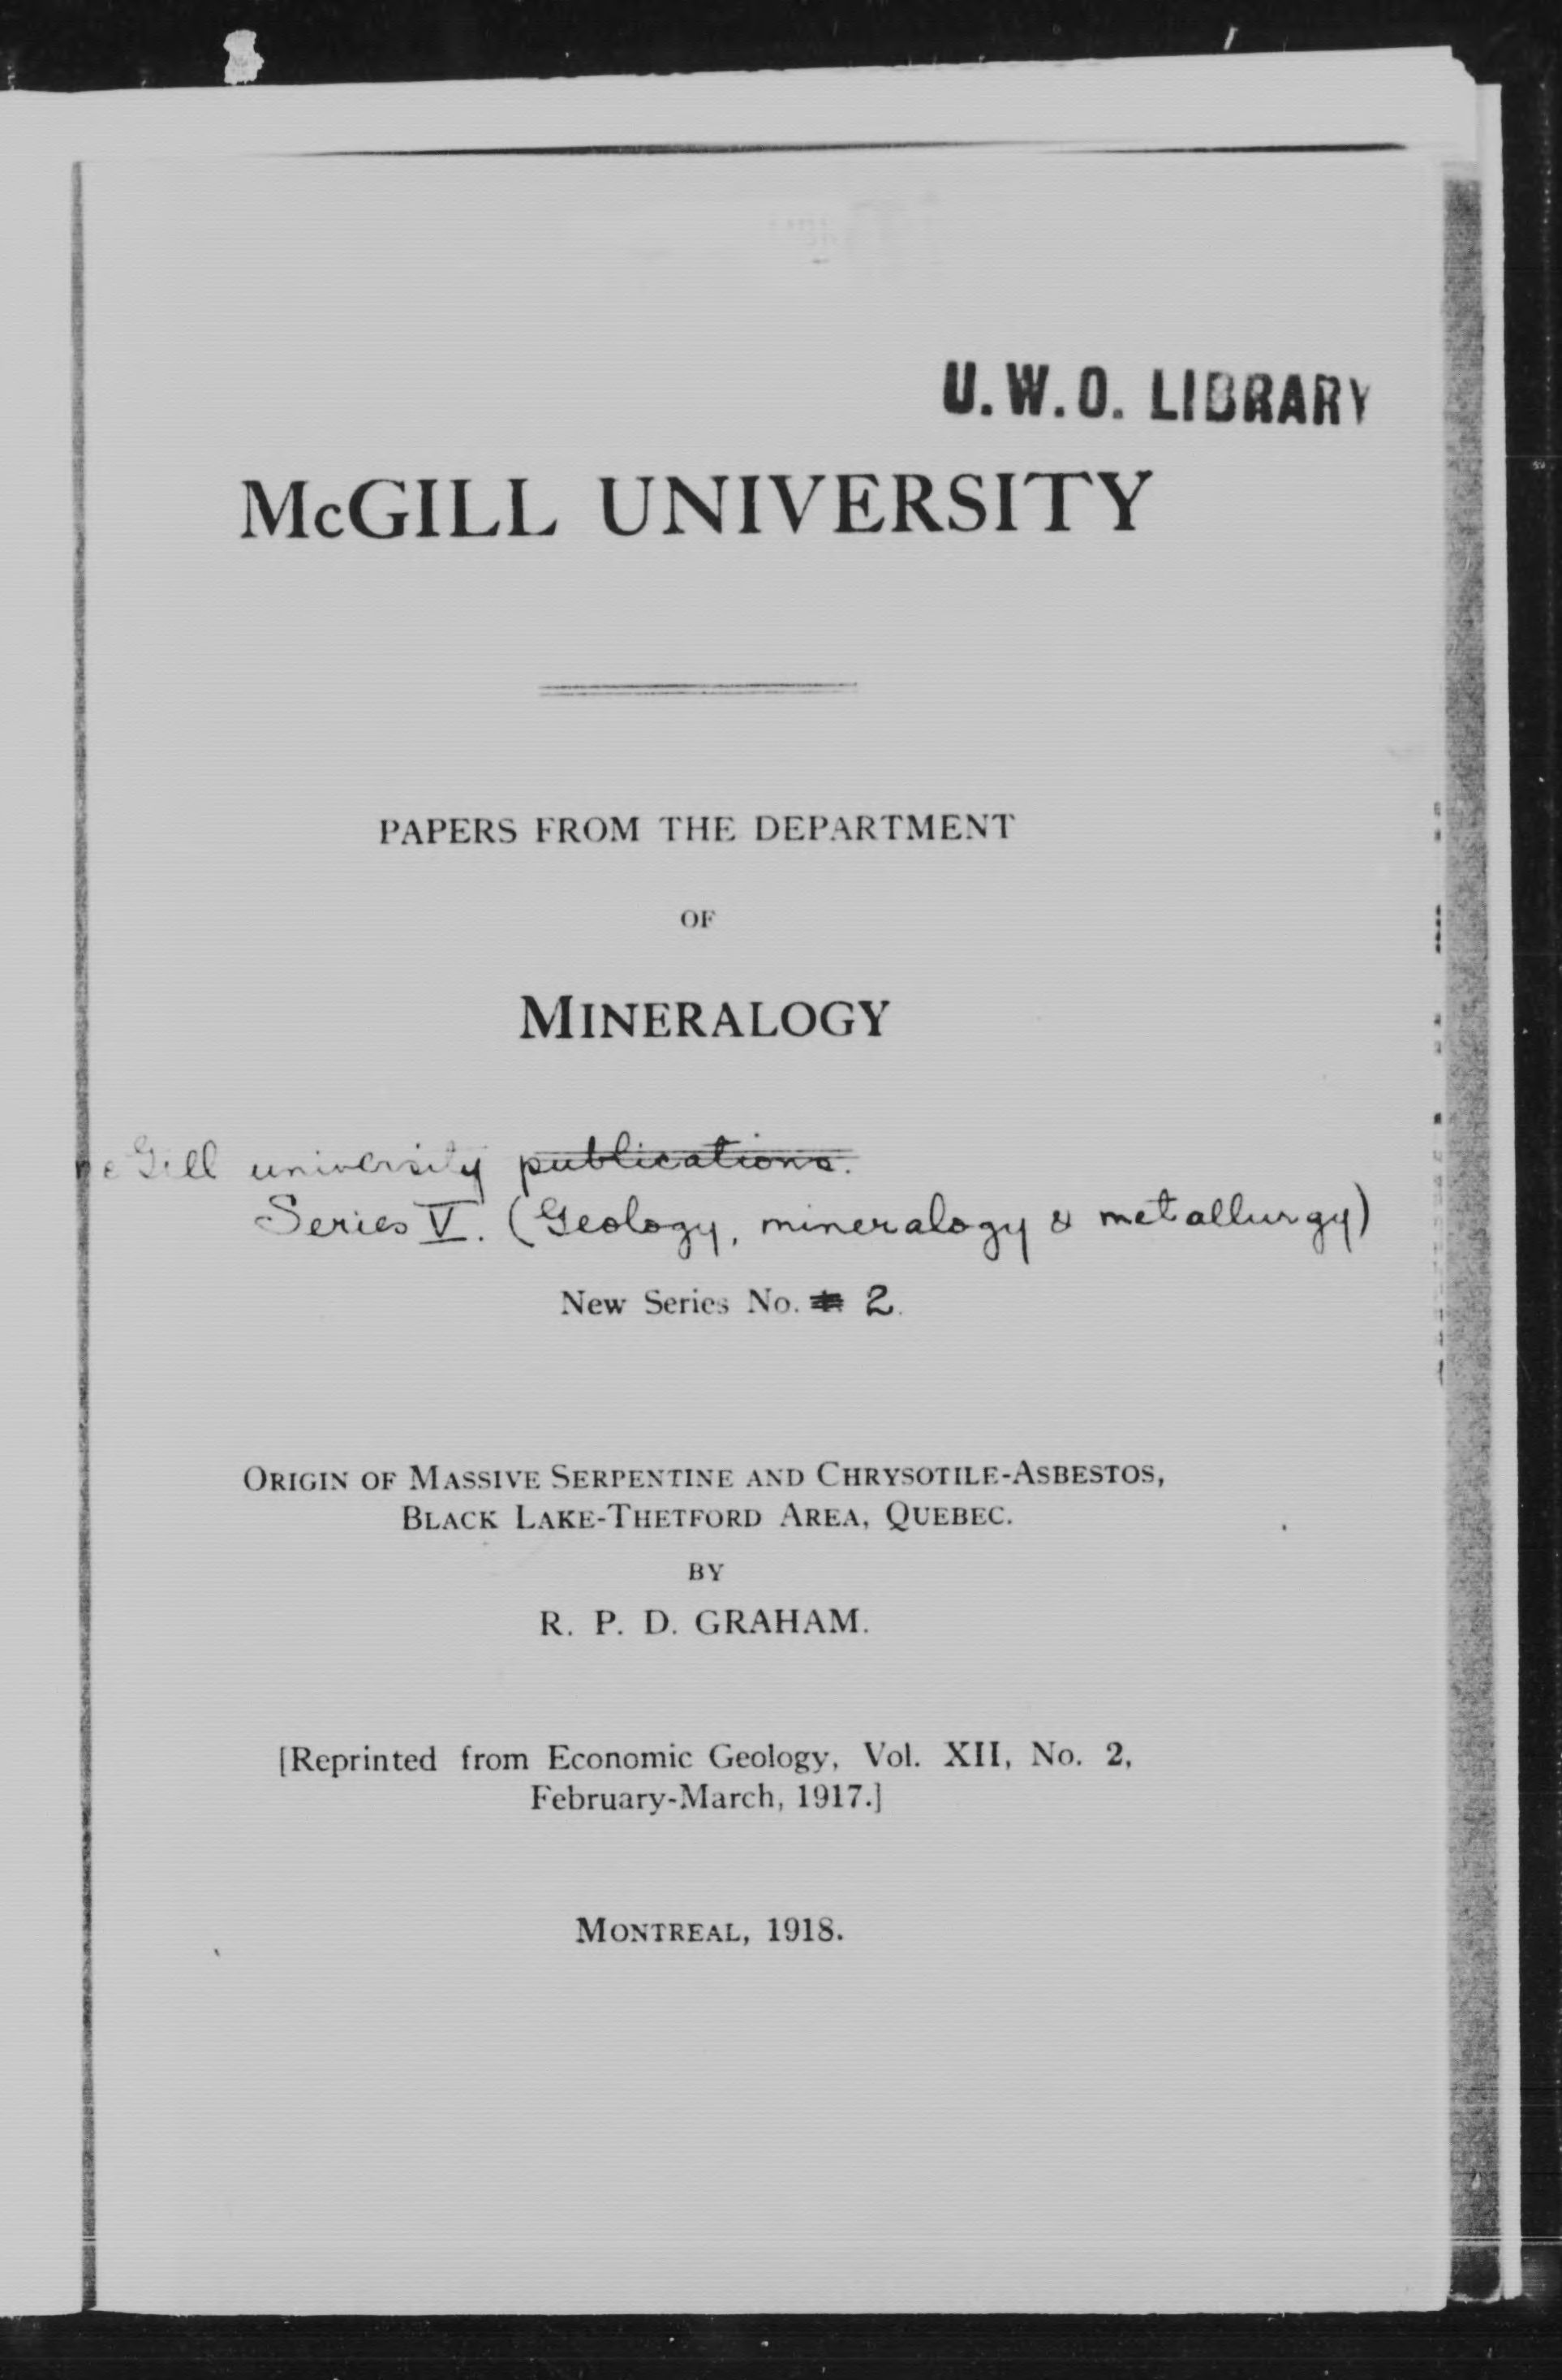 U.W.O. LIBRARY
McGILL UNIVERSITY
PAPERS FROM THE DEPARTMENT
OF
MINERALOGY
McGill university publications.
Series V. (Geology, mineralogy & metallurgy)
New Series No. 2.
ORIGIN OF MASSIVE SERPENTINE AND CHRYSOTILE-ASBESTOS,
BLACK LAKE-THETFORD AREA, QUEBEC.
BY
R. P. D. GRAHAM.
[Reprinted from Economic Geology, Vol. XII, No. 2,
February-March, 1917.]
MONTREAL, 1918.